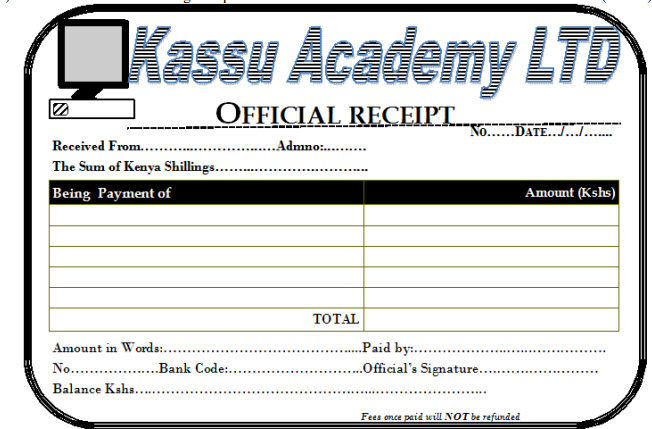 Kassu Academy LTD
OFFICIAL RECEIPT
No......DATE.../.../.......
Received From.............................Admno:..........
The Sum of Kenya Shillings...............................
Being Payment of Amount (Kshs)
TOTAL
Amount in Words:..........................................Paid by:.......................................
No..................Bank Code:............................Official's Signature.........................
Balance Kshs.....................................................................
Fees once paid will NOT be refunded